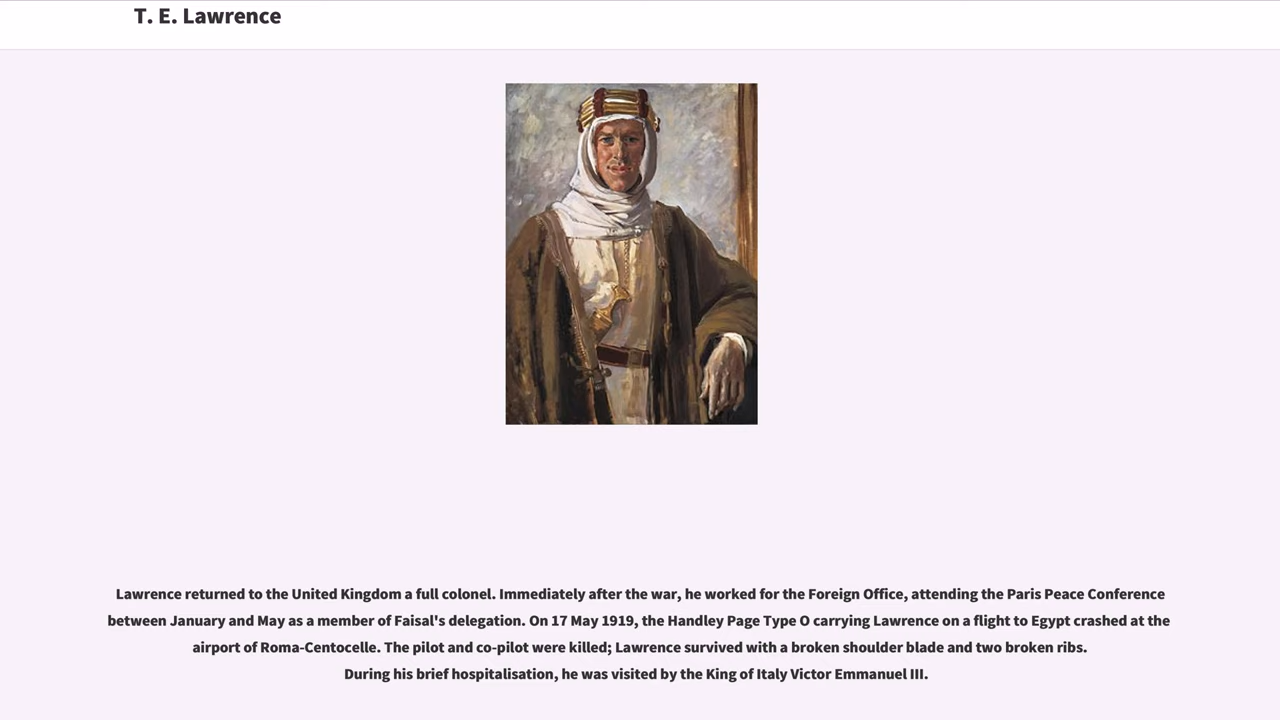 T. E. Lawrence
Lawrence returned to the United Kingdom a full colonel. Immediately after the war, he worked for the Foreign Office, attending the Paris Peace Conference
between January and May as a member of Faisal's delegation. On 17 May 1919, the Handley Page Type O carrying Lawrence on a flight to Egypt crashed at the
airport of Roma-Centocelle. The pilot and co-pilot were killed; Lawrence survived with a broken shoulder blade and two broken ribs.
During his brief hospitalisation, he was visited by the King of Italy Victor Emmanuel III.